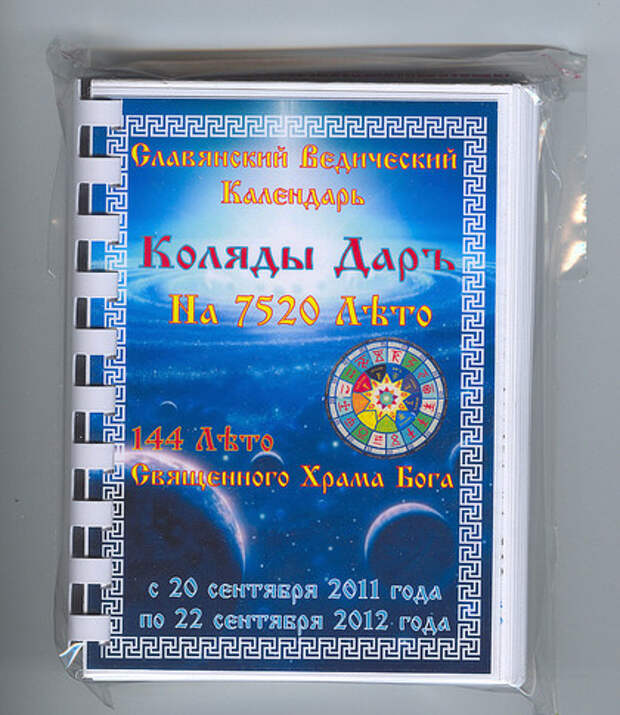 Славянский Ведический
Календарь
Коляды Даръ
На 7520 Лѣто
144 Лѣто
Священного Храма Бога
с 20 сентября 2011 года
по 22 сентября 2012 года